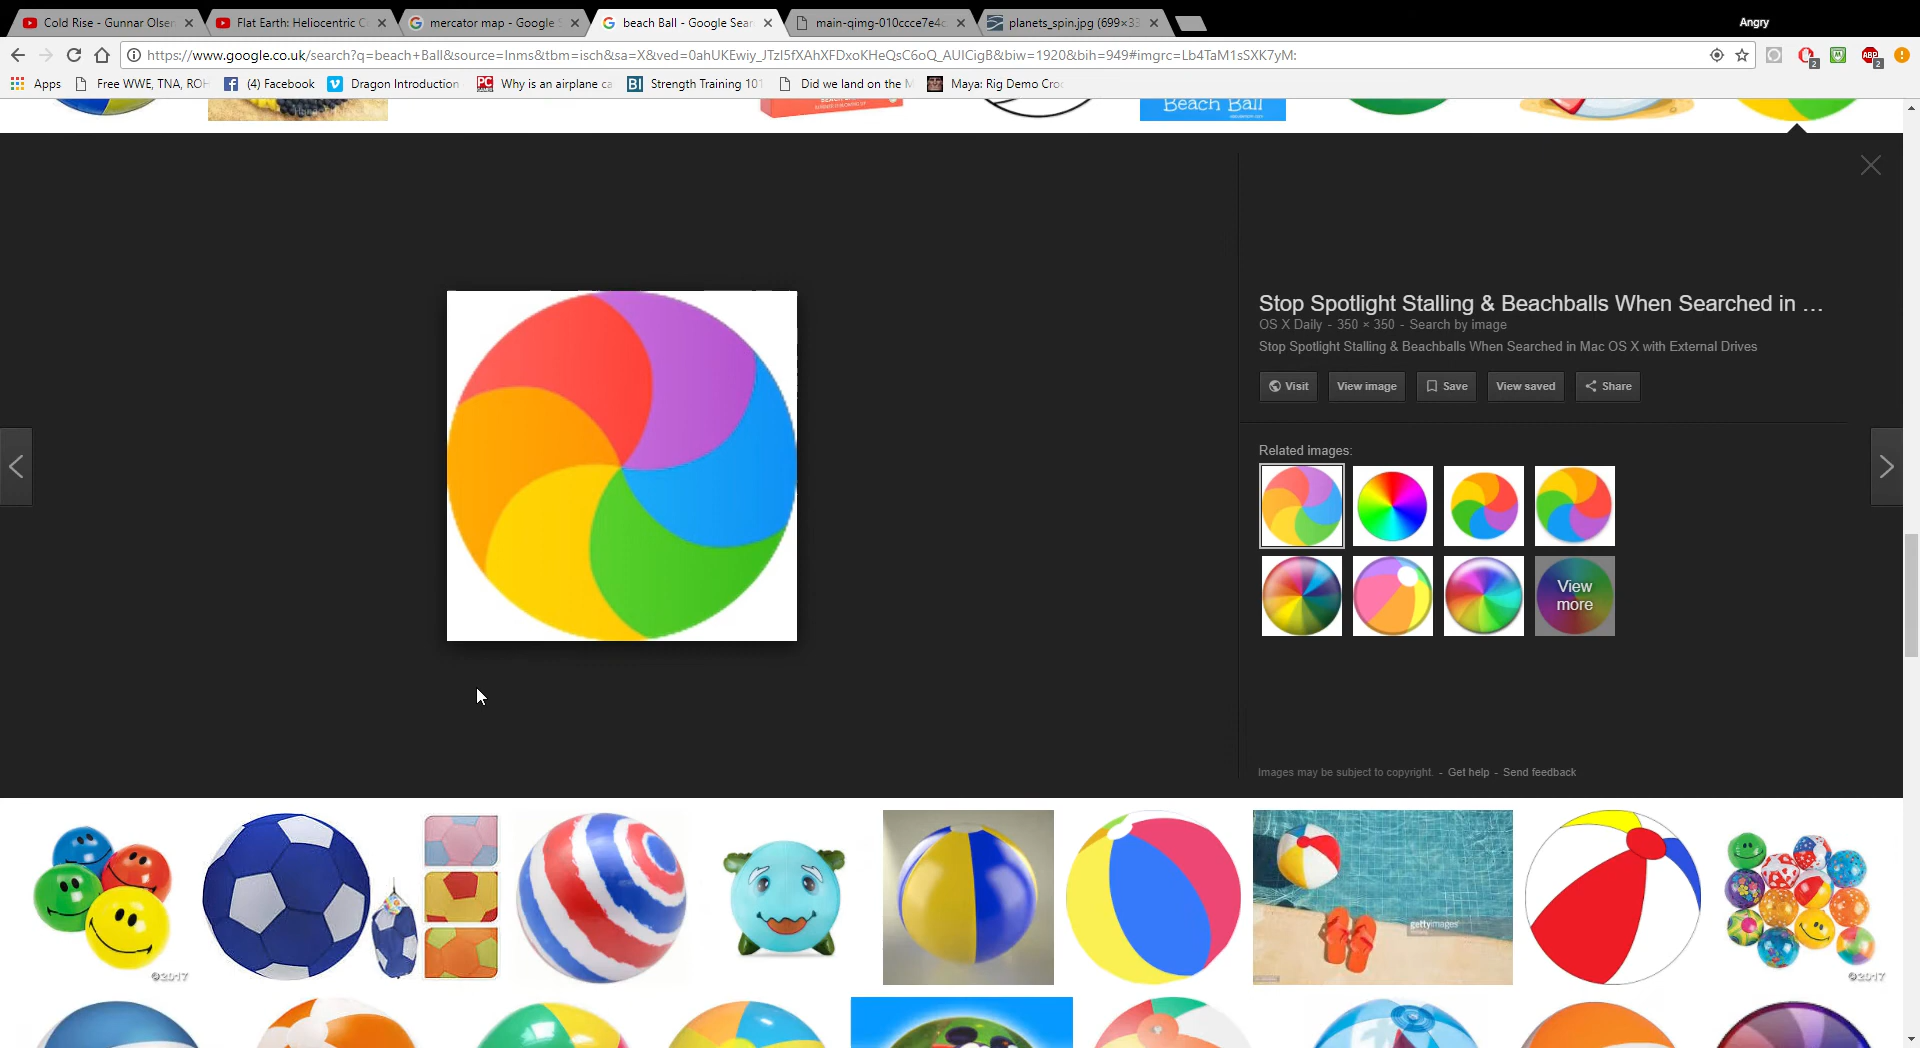 Cold Rise - Gunnar Olsen
Flat Earth: Heliocentric C
mercator map - Google S
beach Ball - Google Sear
main-qimg-010ccce7e4c
planets_spin.jpg (699×33
Angry
https://www.google.co.uk/search?q=beach+Ball&source=lnms&tbm=isch&sa=X&ved=0ahUKEwiy_JTzI5fXAhXFDxoKHeQsC6oQ_AUICigB&biw=1920&bih=949#imgrc=Lb4TaM1sSXK7yM:
2
ABP
2
Apps
Free WWE, TNA, ROH
(4) Facebook
Dragon Introduction
Why is an airplane ca
BI
Strength Training 101
Did we land on the M
Maya: Rig Demo Cro
Beach Ball
Stop Spotlight Stalling & Beachballs When Searched in ...
OS X Daily - 350 × 350 - Search by image
Stop Spotlight Stalling & Beachballs When Searched in Mac OS X with External Drives
Visit
View image
Save
View saved
Share
Related images:
View
more
Images may be subject to copyright. - Get help - Send feedback
©2017
gettyimages
©2017